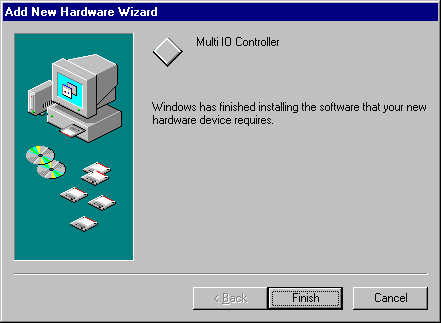 Add New Hardware Wizard
Multi IO Controller
Windows has finished installing the software that your new
hardware device requires.
< Back
Finish
Cancel